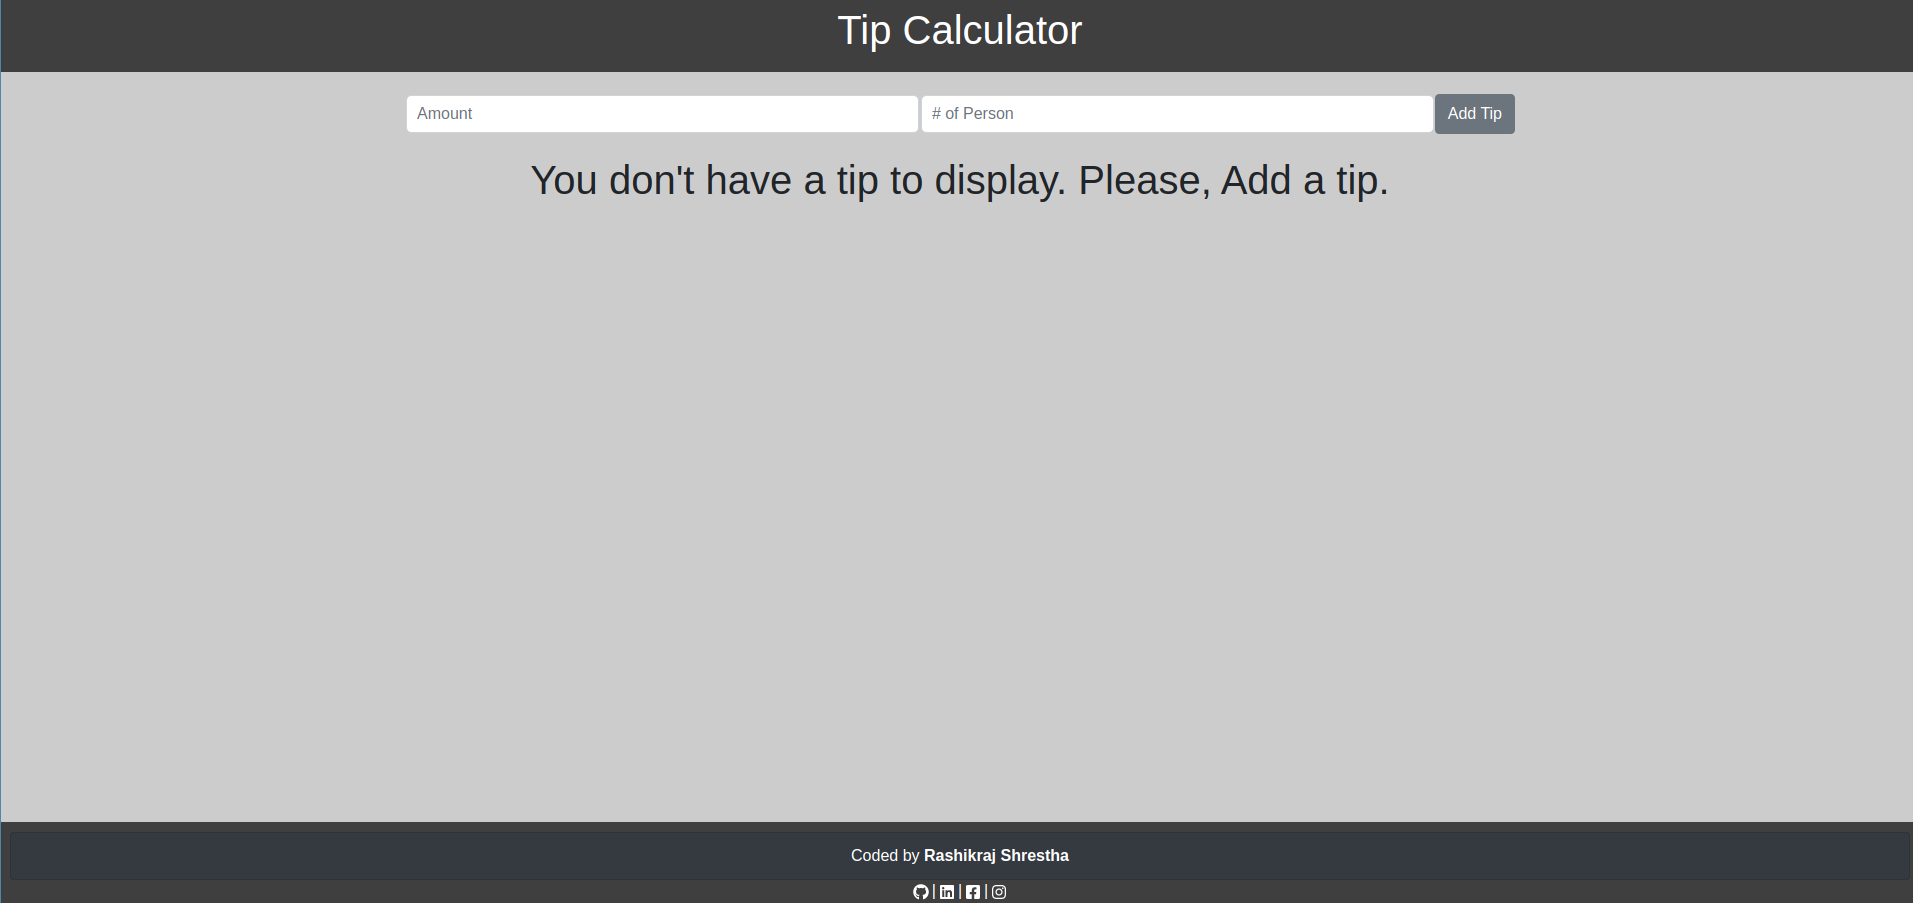 Tip Calculator
Amount
# of Person
Add Tip
You don't have a tip to display. Please, Add a tip.
Coded by Rashikraj Shrestha
| | |